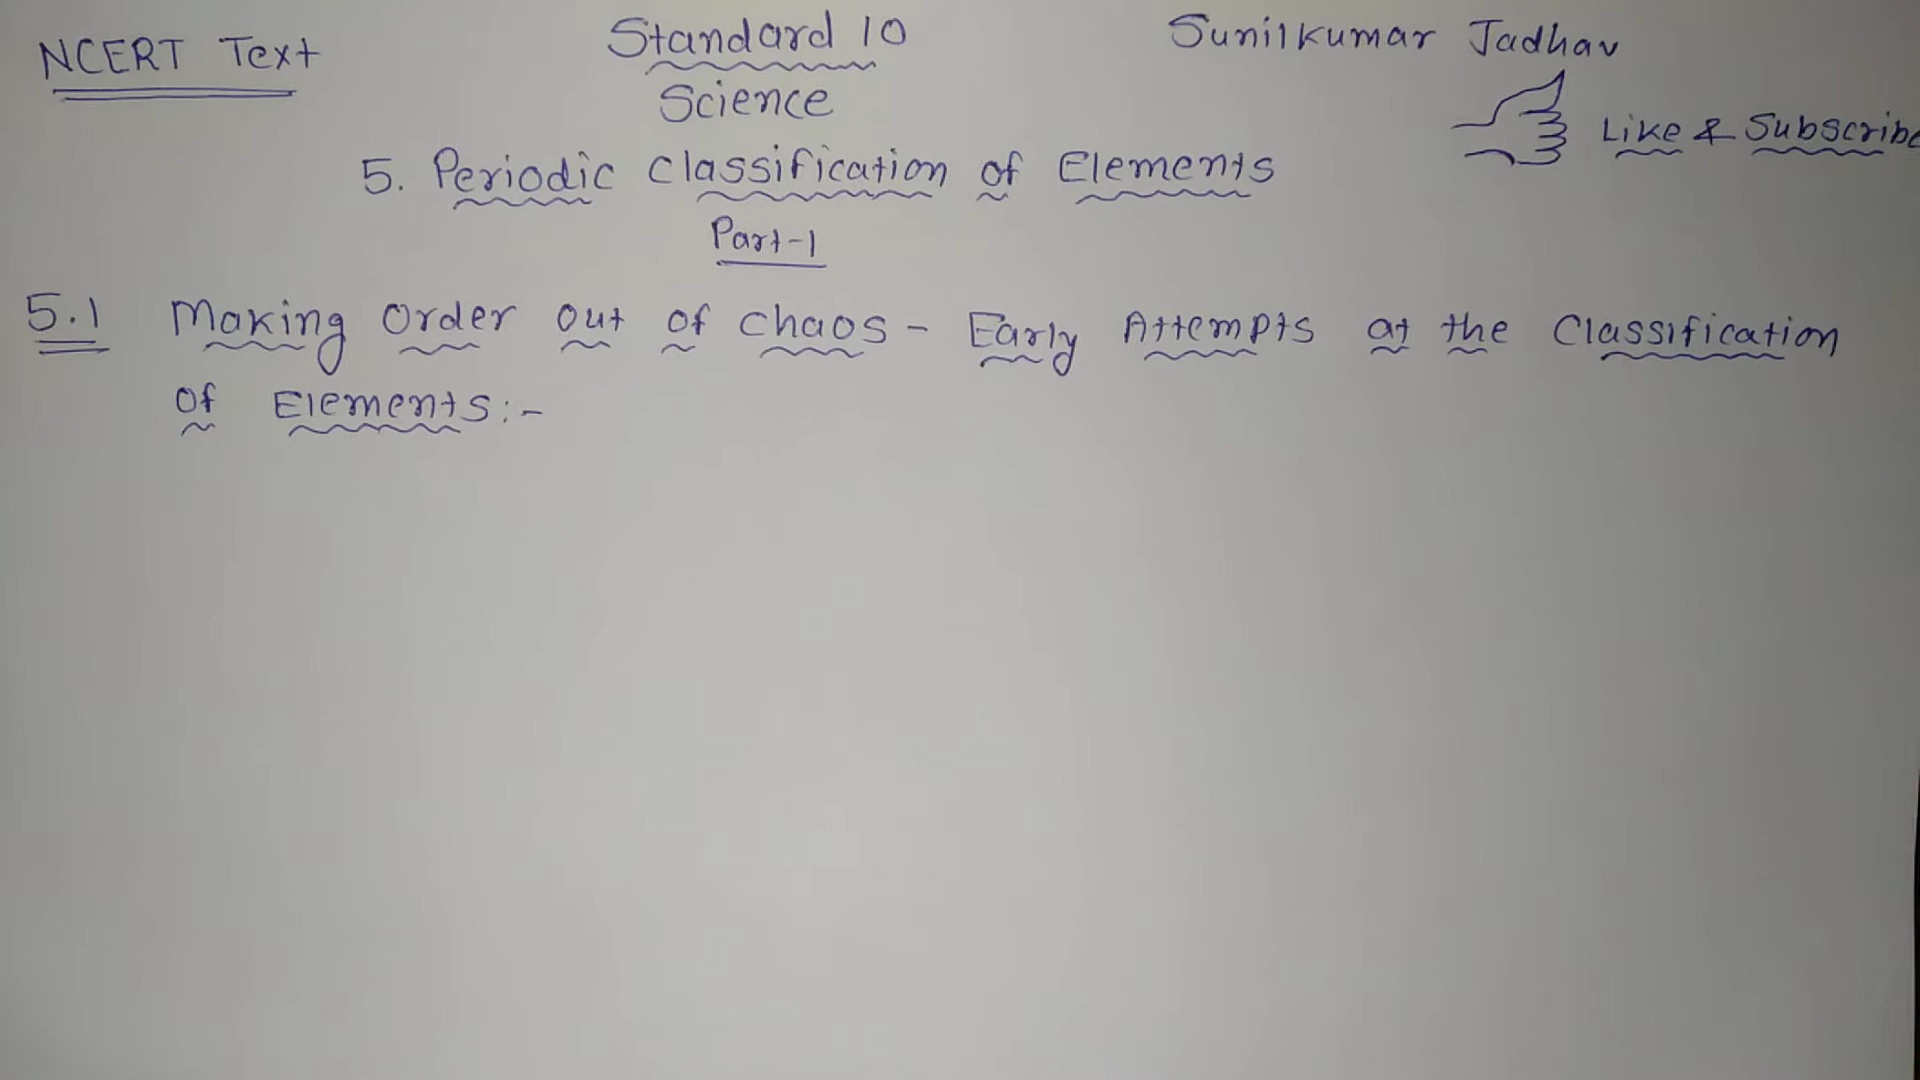 NCERT Text
Standard 10
Sunilkumar Jadhav
Science
Like & Subscribe
5. Periodic Classification of Elements
Part-1
5.1 Making Order Out of Chaos - Early Attempts at the Classification
Of Elements:-